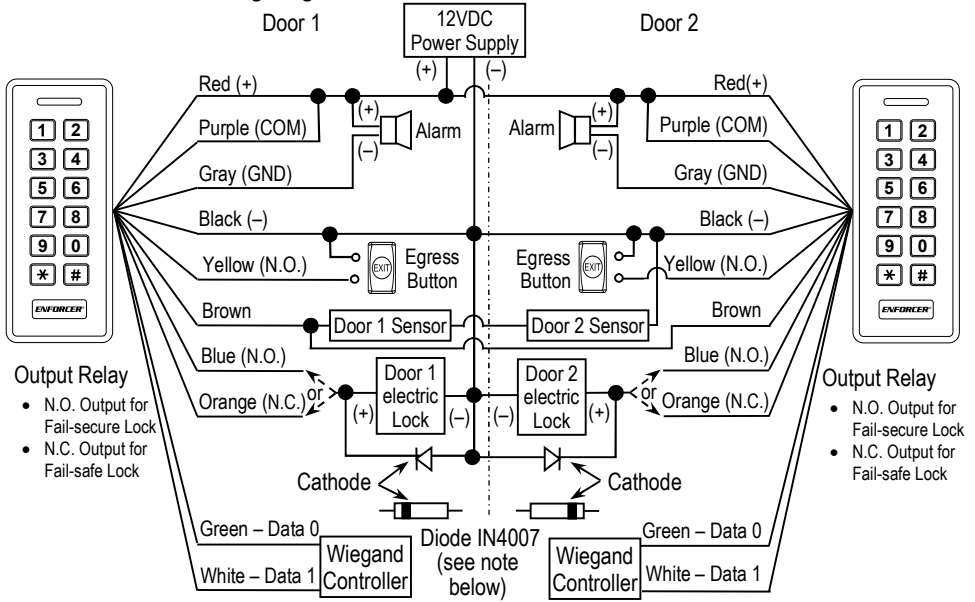 Door 1
12VDC
Power Supply
Door 2
(+)
(–)
Red (+)
Red(+)
(+)
(+)
Purple (COM)
Alarm
Alarm
Purple (COM)
(–)
(–)
Gray (GND)
Gray (GND)
Black (–)
Black (–)
Yellow (N.O.)
EXIT
Egress
Button
Egress
Button
EXIT
Yellow (N.O.)
Brown
Door 1 Sensor
Door 2 Sensor
Brown
Blue (N.O.)
Blue (N.O.)
or
Orange (N.C.)
(+)
Door 1
electric
Lock
(–)
(–)
Door 2
electric
Lock
(+)
or
Orange (N.C.)
1 2
3 4
5 6
7 8
9 0
* #
ENFORCER®
1 2
3 4
5 6
7 8
9 0
* #
ENFORCER®
Output Relay
• N.O. Output for
Fail-secure Lock
• N.C. Output for
Fail-safe Lock
Output Relay
• N.O. Output for
Fail-secure Lock
• N.C. Output for
Fail-safe Lock
Cathode
Cathode
Diode IN4007
(see note
below)
Green – Data 0
White – Data 1
Wiegand
Controller
Wiegand
Controller
Green – Data 0
White – Data 1